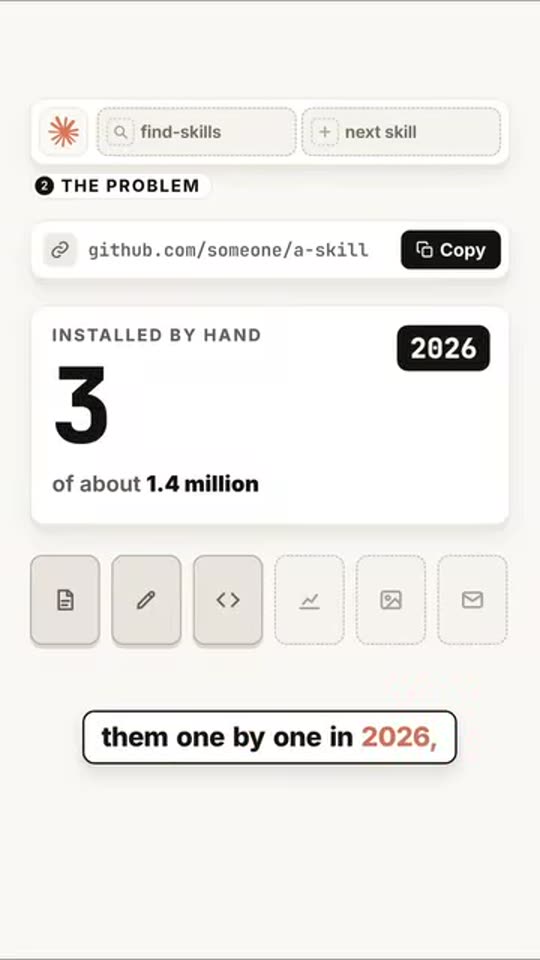 find-skills
next skill
2 THE PROBLEM
github.com/someone/a-skill
Copy
INSTALLED BY HAND
2026
3
of about 1.4 million
them one by one in 2026,